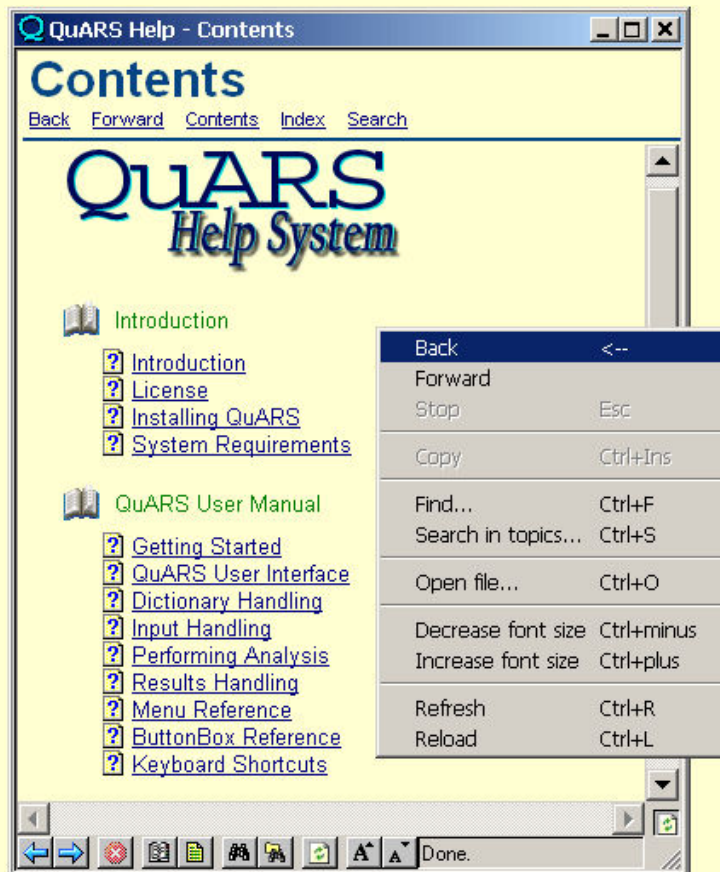 QuARS Help - Contents
Contents
Back Forward Contents Index Search
QuARS
Help System
Introduction
? Introduction
? License
? Installing QuARS
? System Requirements
QuARS User Manual
? Getting Started
? QuARS User Interface
? Dictionary Handling
? Input Handling
? Performing Analysis
? Results Handling
? Menu Reference
? ButtonBox Reference
? Keyboard Shortcuts
Back <--
Forward
Stop Esc
Copy Ctrl+Ins
Find... Ctrl+F
Search in topics... Ctrl+S
Open file... Ctrl+O
Decrease font size Ctrl+minus
Increase font size Ctrl+plus
Refresh Ctrl+R
Reload Ctrl+L
A A Done.